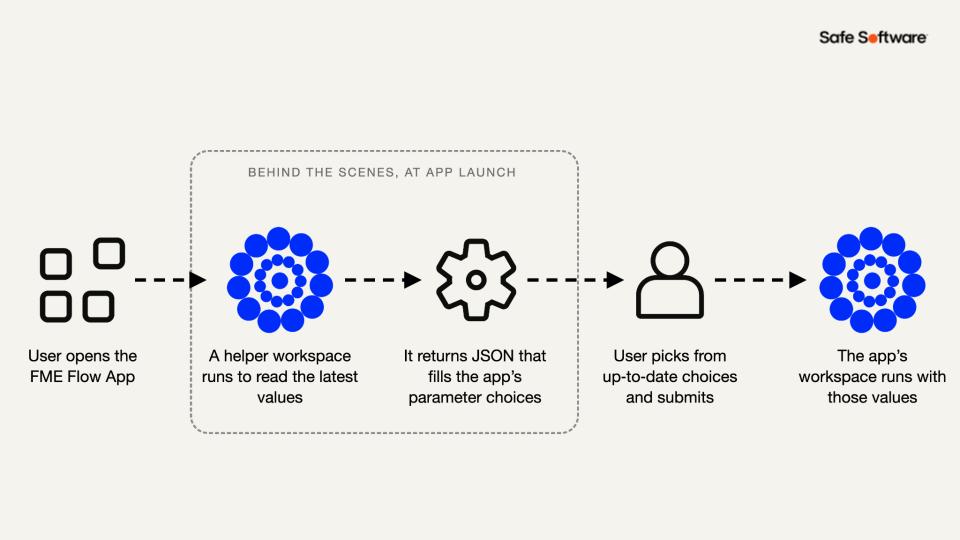 Safe Software
BEHIND THE SCENES, AT APP LAUNCH
User opens the
FME Flow App
A helper workspace
runs to read the latest
values
It returns JSON that
fills the app's
parameter choices
User picks from
up-to-date choices
and submits
The app's
workspace runs with
those values